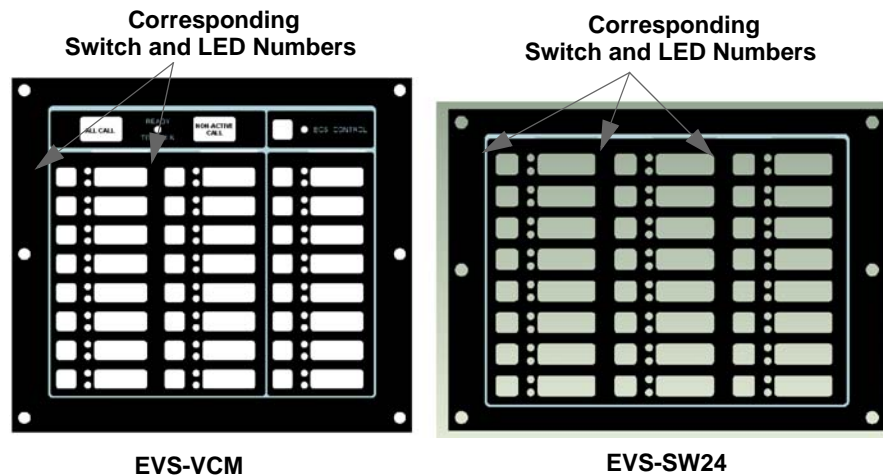 Corresponding
Switch and LED Numbers
Corresponding
Switch and LED Numbers
ALL CALL
READY
NON-ACTIVE
CALL
ECS CONTROL
EVS-VCM
EVS-SW24